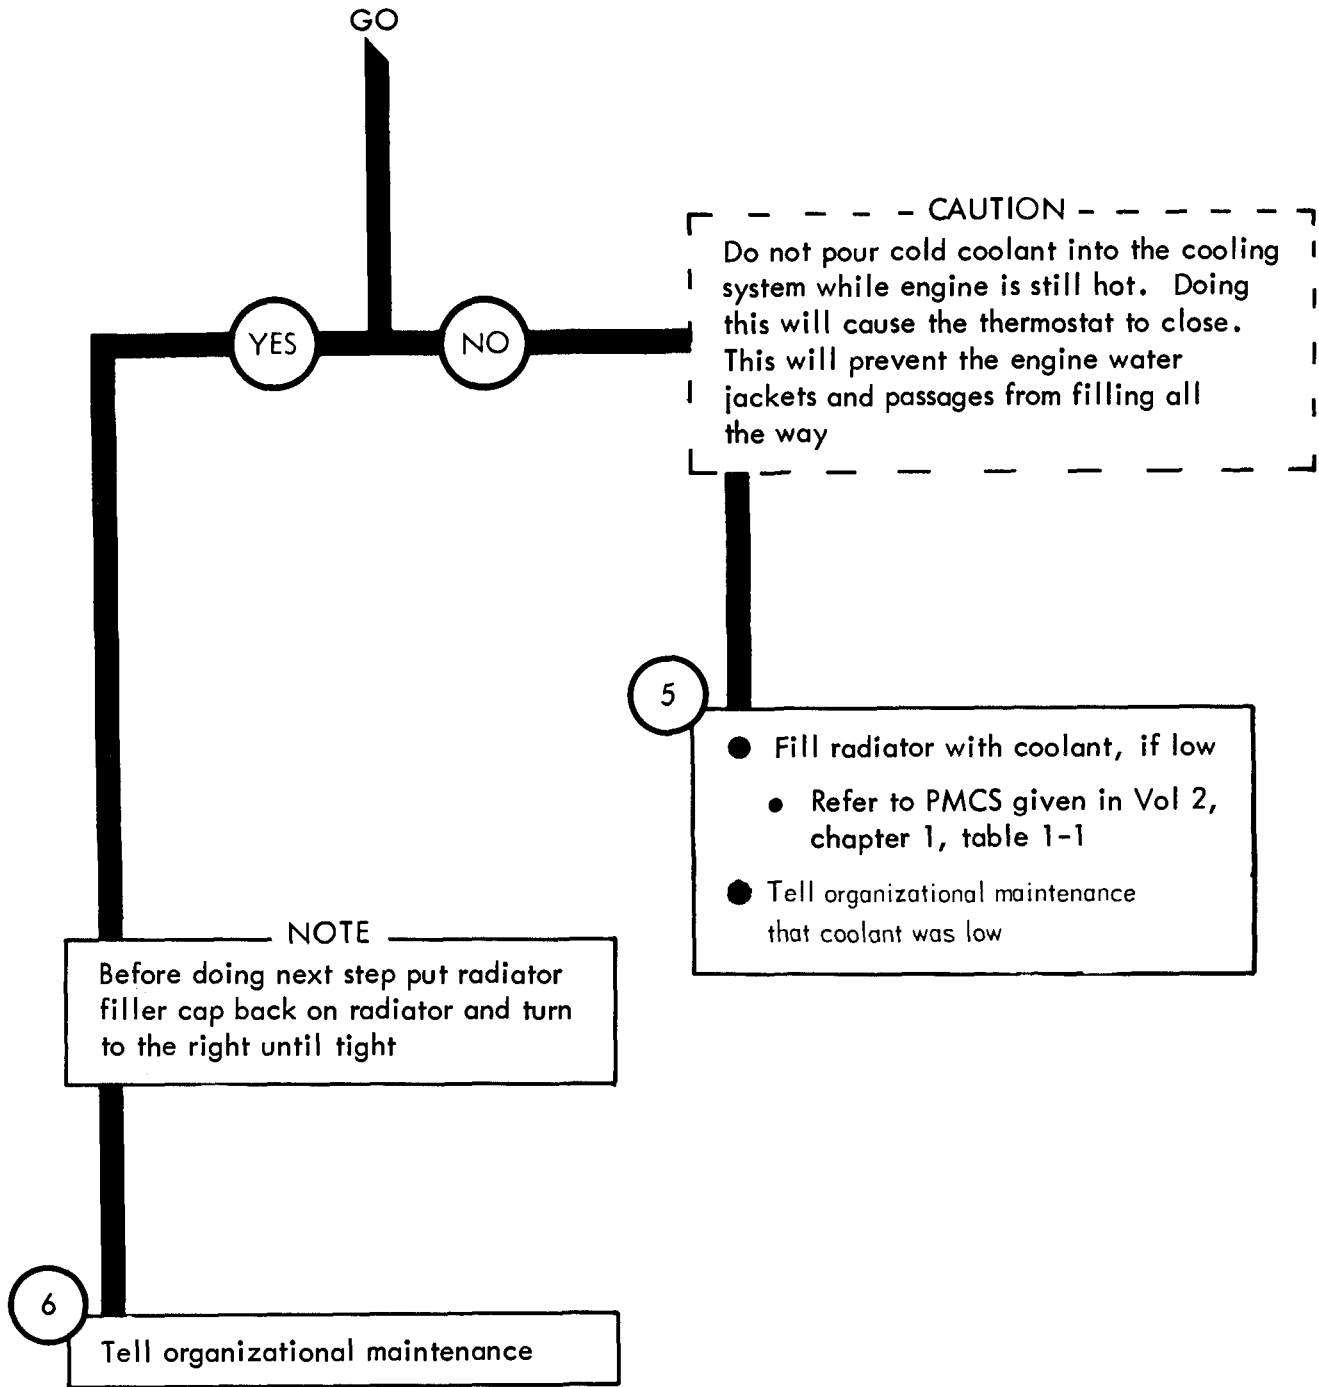 GO
YES
NO
CAUTION
Do not pour cold coolant into the cooling
system while engine is still hot. Doing
this will cause the thermostat to close.
This will prevent the engine water
jackets and passages from filling all
the way
5
● Fill radiator with coolant, if low
● Refer to PMCS given in Vol 2,
chapter 1, table 1-1
● Tell organizational maintenance
that coolant was low
NOTE
Before doing next step put radiator
filler cap back on radiator and turn
to the right until tight
6
Tell organizational maintenance